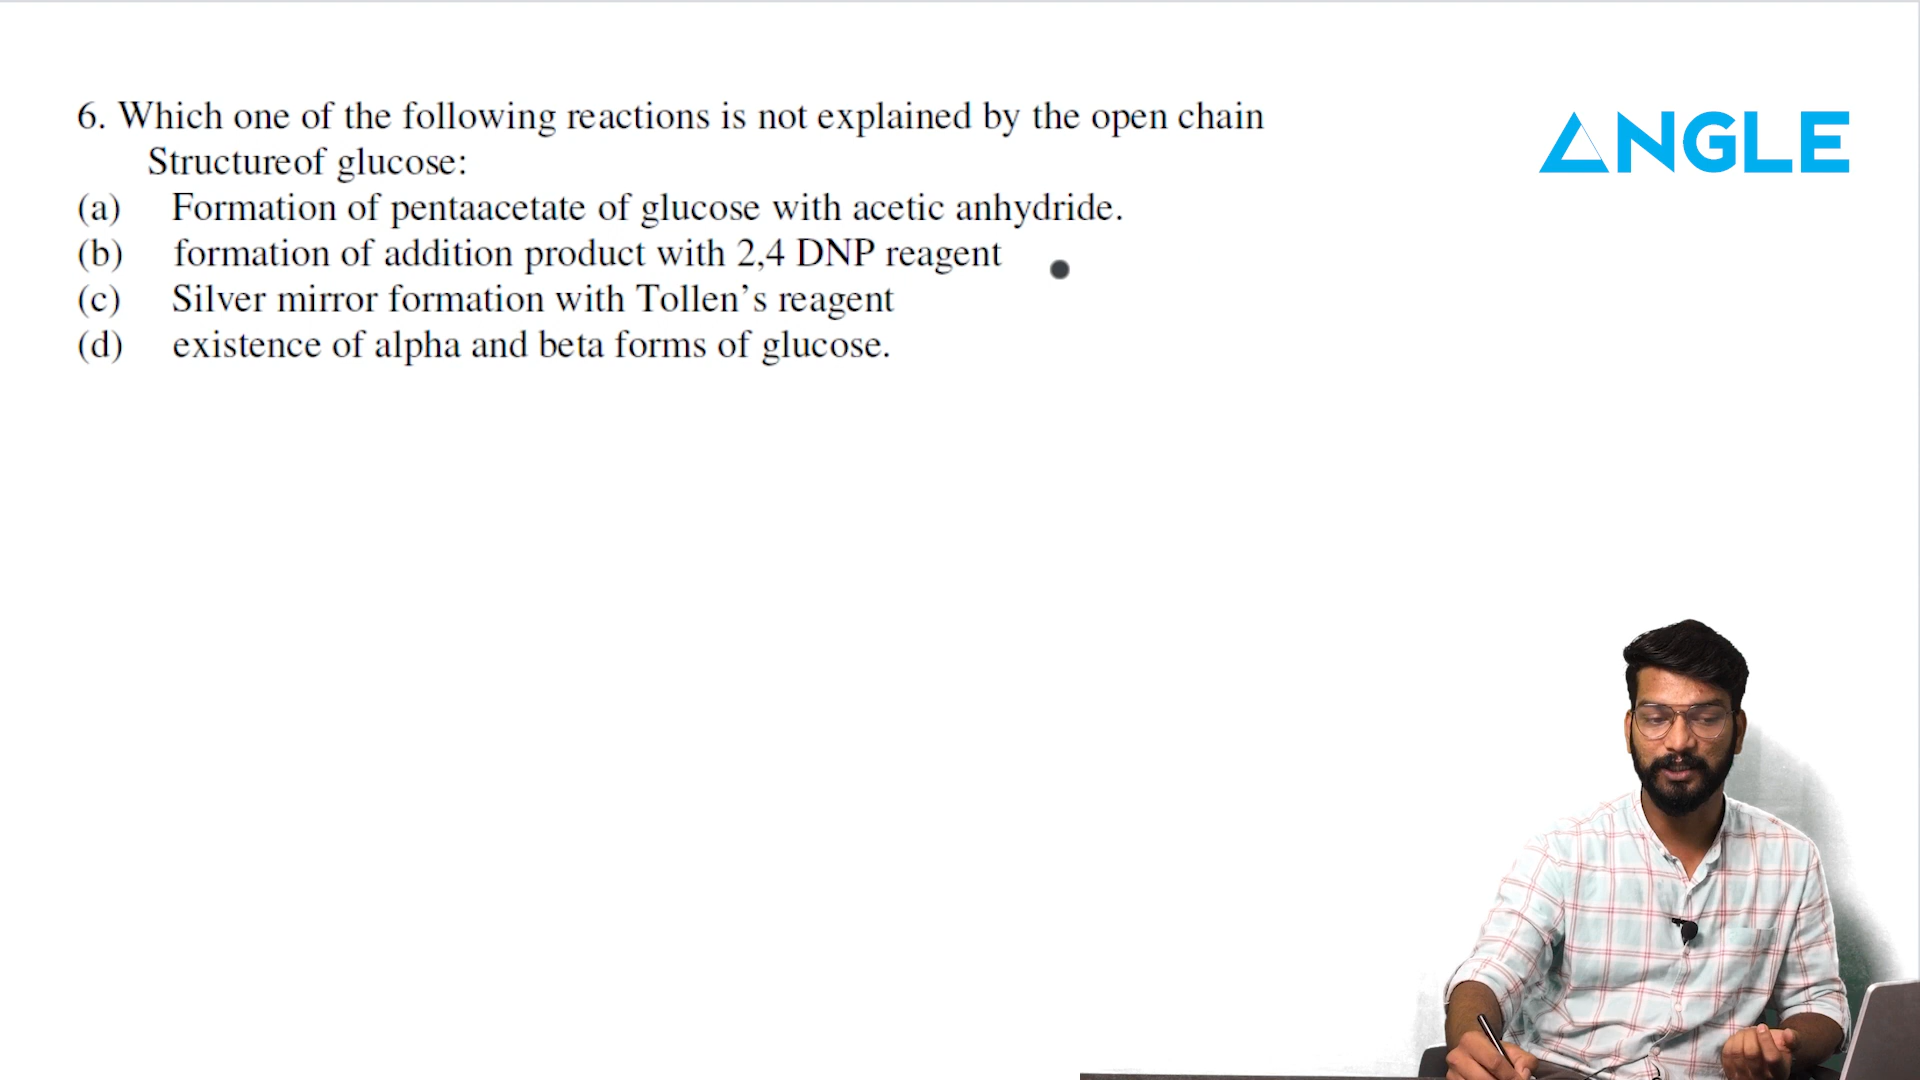 6. Which one of the following reactions is not explained by the open chain
Structureof glucose:
(a) Formation of pentaacetate of glucose with acetic anhydride.
(b) formation of addition product with 2,4 DNP reagent
(c) Silver mirror formation with Tollen’s reagent
(d) existence of alpha and beta forms of glucose.
ANGLE